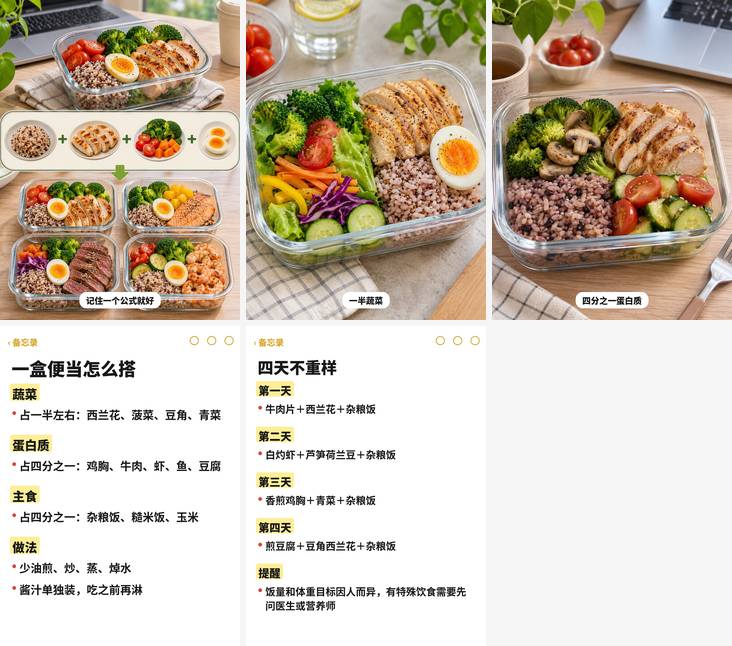 记住一个公式就好
一半蔬菜
四分之一蛋白质
‹ 备忘录
一盒便当怎么搭
蔬菜
• 占一半左右：西兰花、菠菜、豆角、青菜
蛋白质
• 占四分之一：鸡胸、牛肉、虾、鱼、豆腐
主食
• 占四分之一：杂粮饭、糙米饭、玉米
做法
• 少油煎、炒、蒸、焯水
• 酱汁单独装，吃之前再淋
‹ 备忘录
四天不重样
第一天
• 牛肉片＋西兰花＋杂粮饭
第二天
• 白灼虾＋芦笋荷兰豆＋杂粮饭
第三天
• 香煎鸡胸＋青菜＋杂粮饭
第四天
• 煎豆腐＋豆角西兰花＋杂粮饭
提醒
• 饭量和体重目标因人而异，有特殊饮食需要先
问医生或营养师